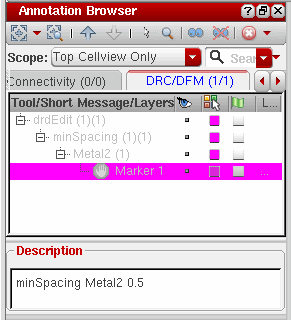 Annotation Browser
Scope: Top Cellview Only
Connectivity (0/0) DRC/DFM (1/1)
Tool/Short Message/Layers L...
drdEdit (1)(1)
minSpacing (1)(1)
Metal2 (1)
Marker 1 ...
Description
minSpacing Metal2 0.5